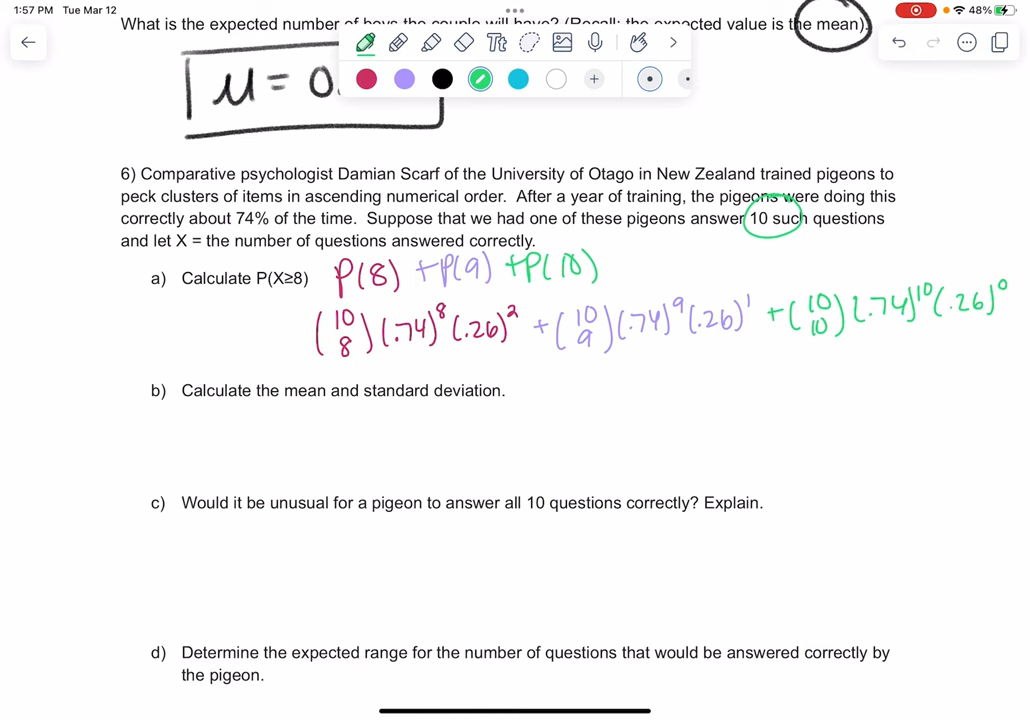 1:57 PM Tue Mar 12 48%
What is the expected number of boys the couple will have? (Recall: the expected value is the mean).
Tt
μ = 0.
6) Comparative psychologist Damian Scarf of the University of Otago in New Zealand trained pigeons to
peck clusters of items in ascending numerical order. After a year of training, the pigeons were doing this
correctly about 74% of the time. Suppose that we had one of these pigeons answer 10 such questions
and let X = the number of questions answered correctly.
a) Calculate P(X≥8) P(8) +P(9) +P(10)
(10 8)(.74)^8(.26)^2 + (10 9)(.74)^9(.26)^1 + (10 10)(.74)^10(.26)^0
b) Calculate the mean and standard deviation.
c) Would it be unusual for a pigeon to answer all 10 questions correctly? Explain.
d) Determine the expected range for the number of questions that would be answered correctly by
the pigeon.